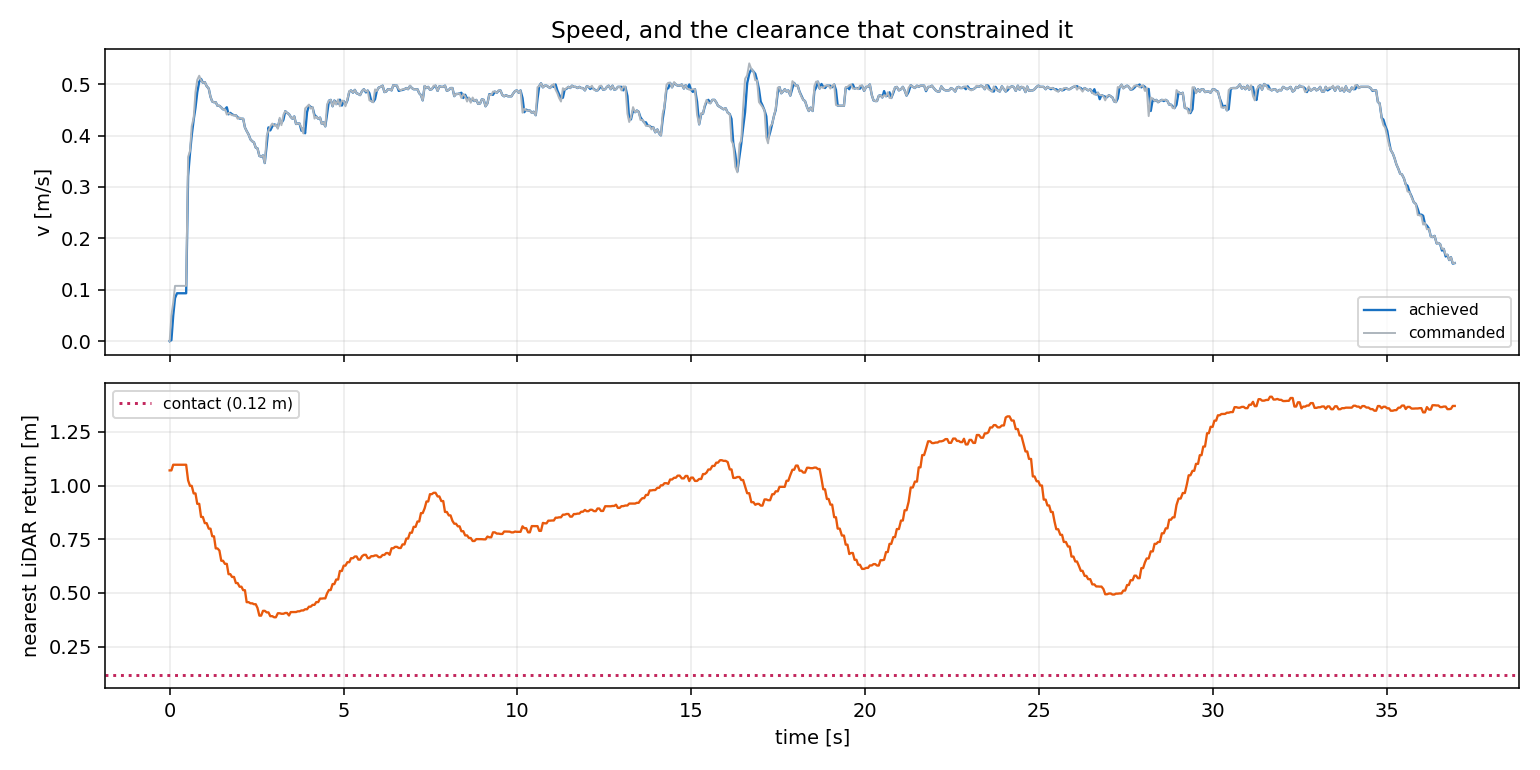 Speed, and the clearance that constrained it
v [m/s]
0.5
0.4
0.3
0.2
0.1
0.0
achieved
commanded
nearest LiDAR return [m]
1.25
1.00
0.75
0.50
0.25
contact (0.12 m)
0 5 10 15 20 25 30 35
time [s]